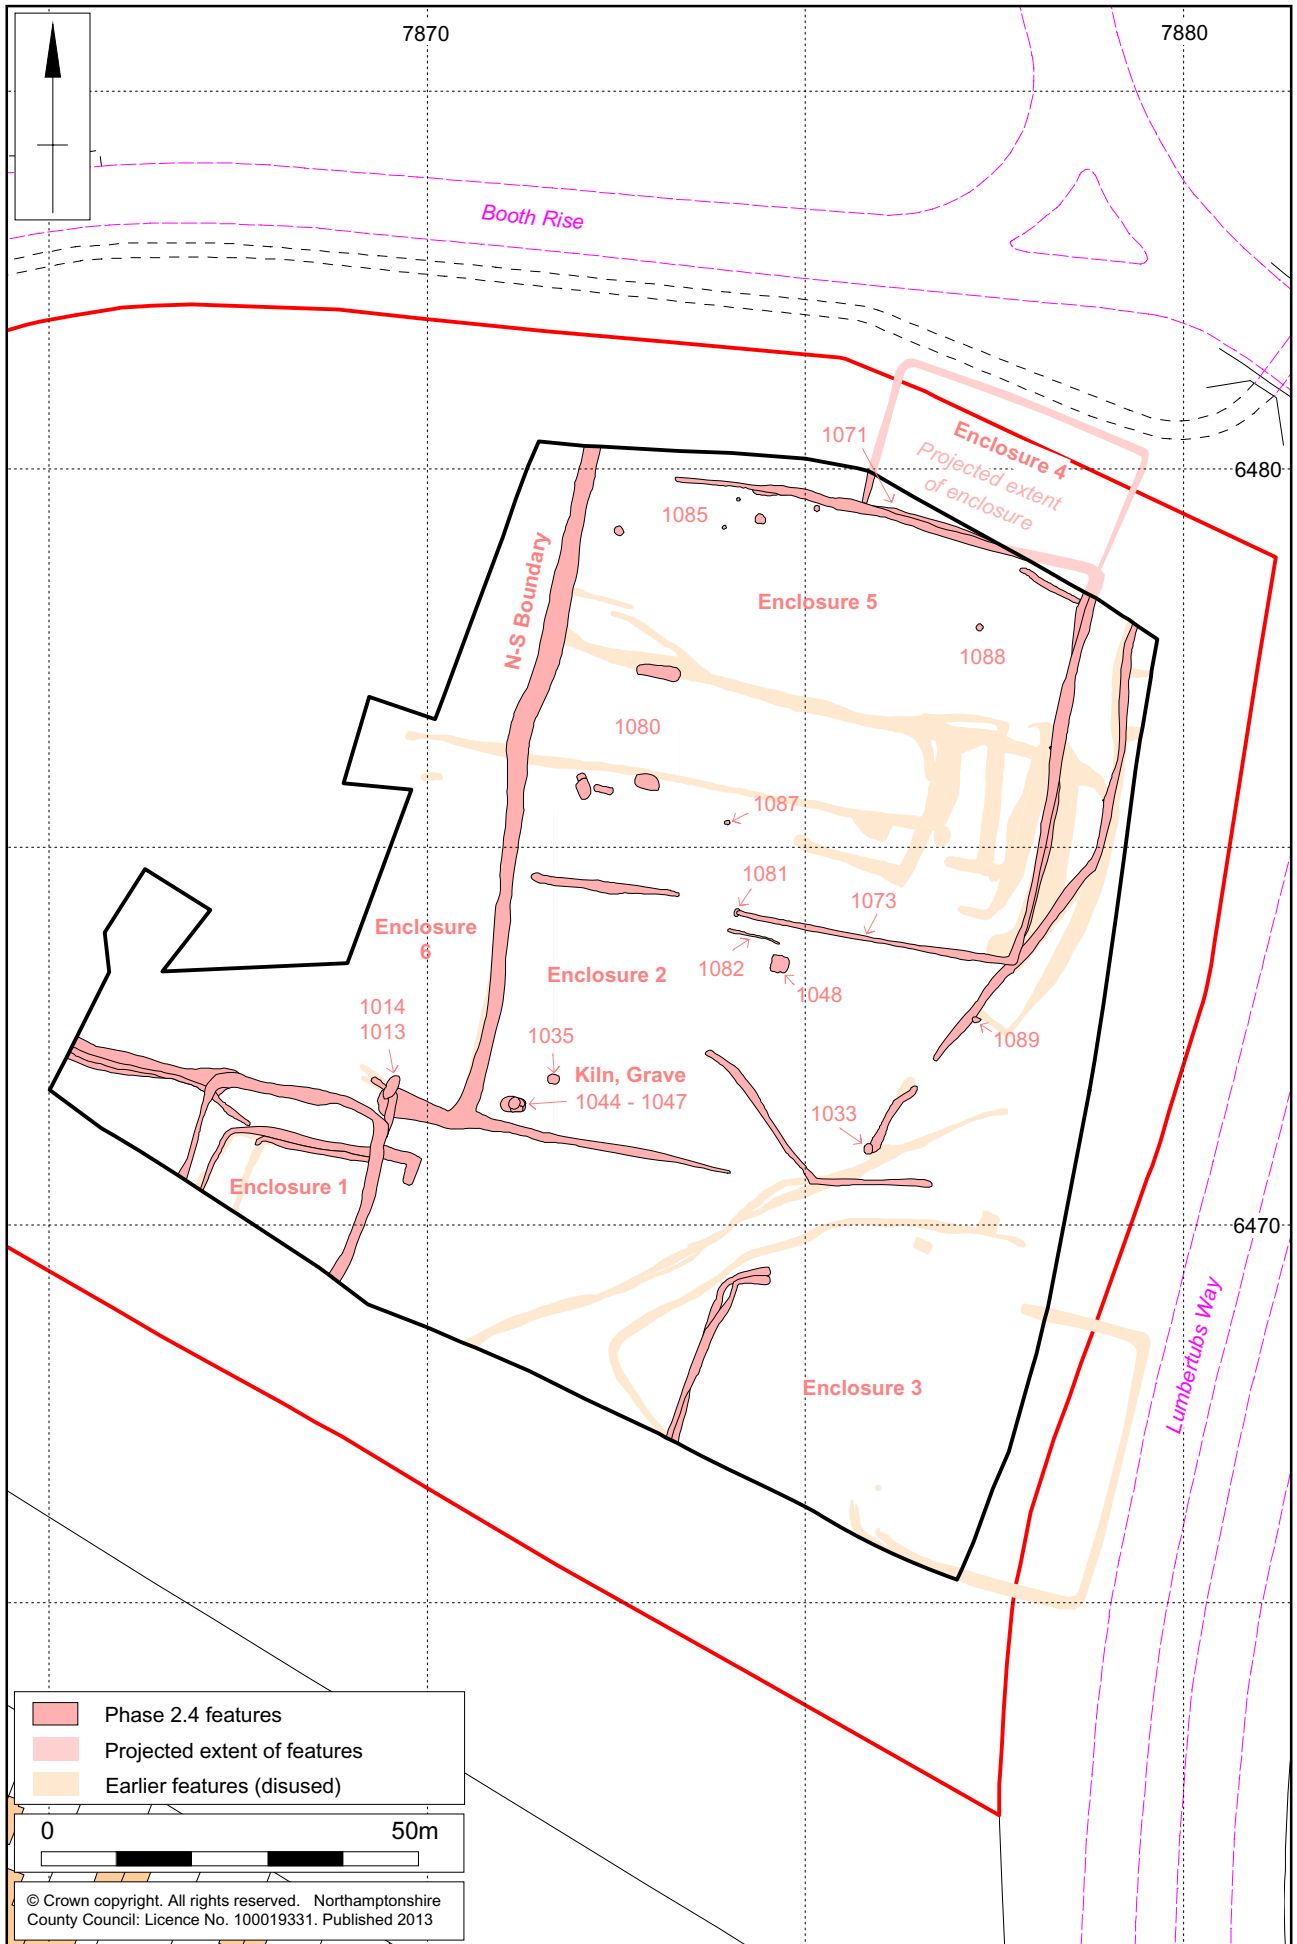 7870
7880
Booth Rise
1071
Enclosure 4
Projected extent
of enclosure
6480
1085
N-S Boundary
Enclosure 5
1088
1080
1087
1081
1073
Enclosure
6
Enclosure 2
1082
1048
1014
1013
1035
1089
Kiln, Grave
1044 - 1047
1033
Enclosure 1
6470
Lumbertubs Way
Enclosure 3
Phase 2.4 features
Projected extent of features
Earlier features (disused)
0 50m
© Crown copyright. All rights reserved. Northamptonshire
County Council: Licence No. 100019331. Published 2013